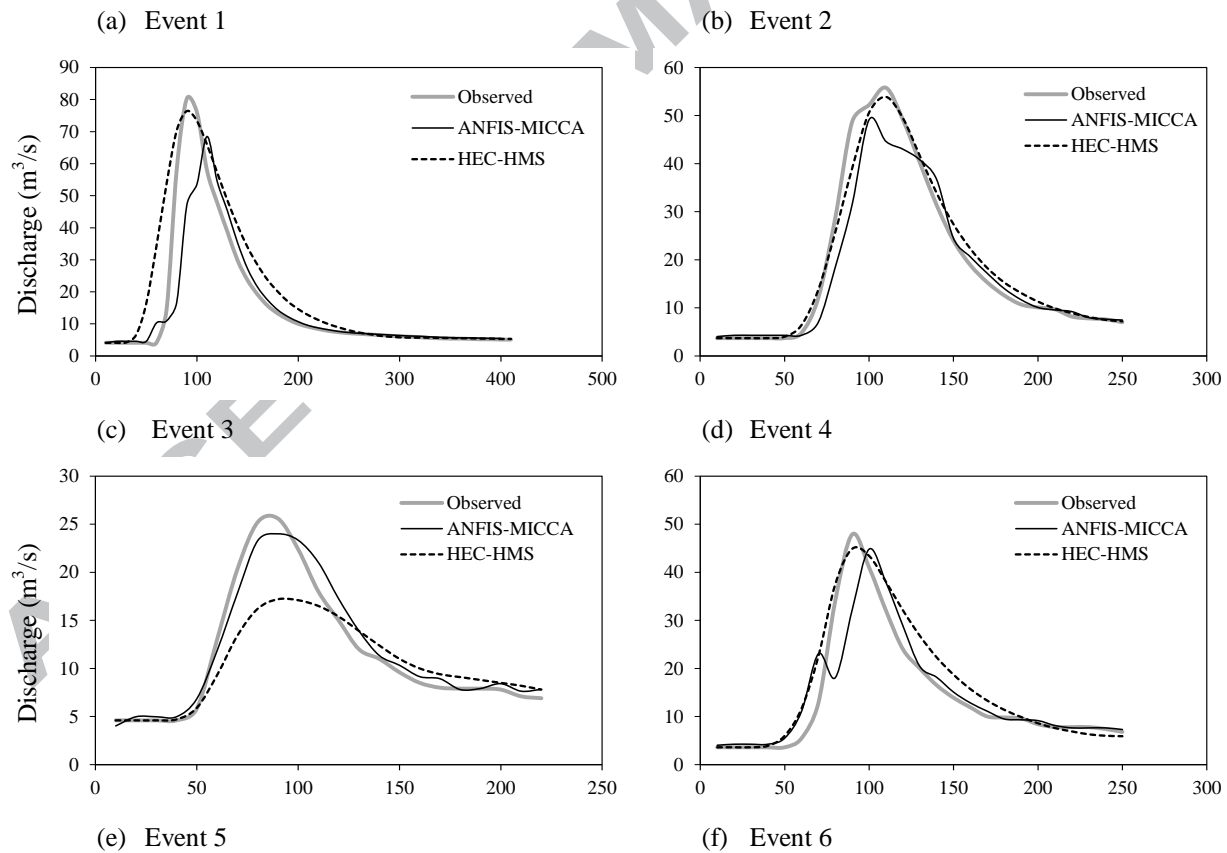 (a) Event 1
(b) Event 2
90
80
70
60
50
40
30
20
10
0
Discharge (m³/s)
Observed
ANFIS-MICCA
HEC-HMS
0 100 200 300 400 500
60
50
40
30
20
10
0
Observed
ANFIS-MICCA
HEC-HMS
0 50 100 150 200 250 300
(c) Event 3
(d) Event 4
30
25
20
15
10
5
0
Discharge (m³/s)
Observed
ANFIS-MICCA
HEC-HMS
0 50 100 150 200 250
60
50
40
30
20
10
0
Observed
ANFIS-MICCA
HEC-HMS
0 50 100 150 200 250 300
(e) Event 5
(f) Event 6